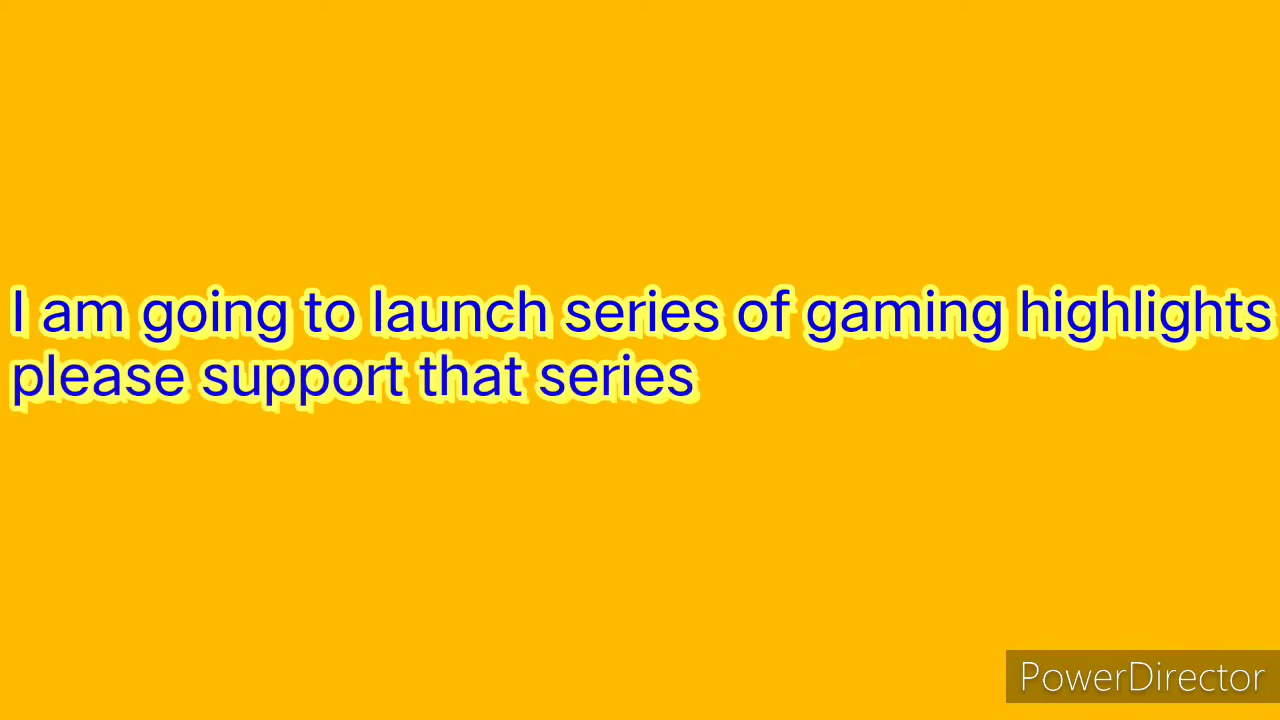 I am going to launch series of gaming highlights
please support that series
PowerDirector